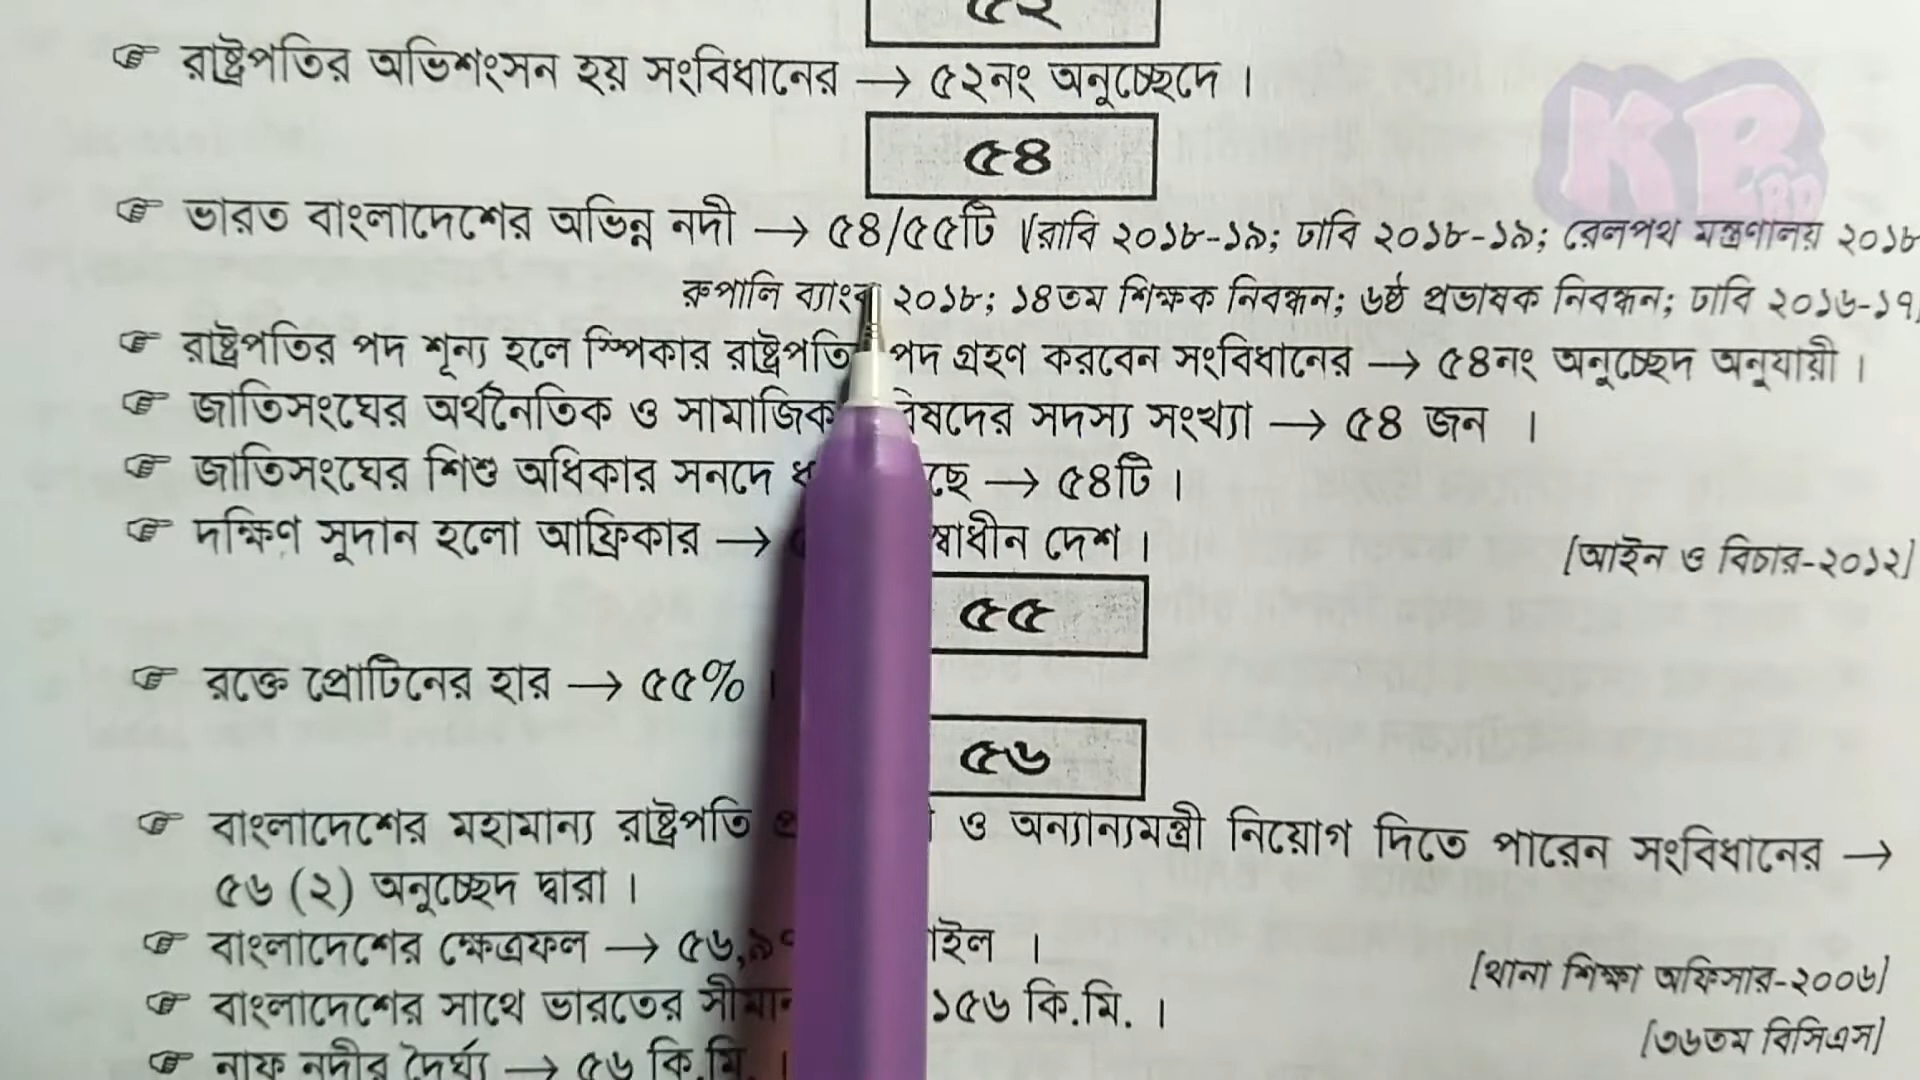 ৫২
রাষ্ট্রপতির অভিশংসন হয় সংবিধানের → ৫২নং অনুচ্ছেদে ।
৫৪
ভারত বাংলাদেশের অভিন্ন নদী → ৫৪/৫৫টি । [রাবি ২০১৮-১৯; ঢাবি ২০১৮-১৯; রেলপথ মন্ত্রণালয় ২০১৮
রুপালি ব্যাংক ২০১৮; ১৪তম শিক্ষক নিবন্ধন; ৬ষ্ঠ প্রভাষক নিবন্ধন; ঢাবি ২০১৬-১৭]
রাষ্ট্রপতির পদ শূন্য হলে স্পিকার রাষ্ট্রপতি পদ গ্রহণ করবেন সংবিধানের → ৫৪নং অনুচ্ছেদ অনুযায়ী ।
জাতিসংঘের অর্থনৈতিক ও সামাজিক সদস্য সংখ্যা → ৫৪ জন ।
জাতিসংঘের শিশু অধিকার সনদে → ৫৪টি ।
দক্ষিণ সুদান হলো আফ্রিকার → স্বাধীন দেশ ।
[আইন ও বিচার-২০১২]
৫৫
রক্তে প্রোটিনের হার → ৫৫% ।
৫৬
বাংলাদেশের মহামান্য রাষ্ট্রপতি ও অন্যান্যমন্ত্রী নিয়োগ দিতে পারেন সংবিধানের →
৫৬ (২) অনুচ্ছেদ দ্বারা ।
বাংলাদেশের ক্ষেত্রফল → ।
[থানা শিক্ষা অফিসার-২০০৬]
বাংলাদেশের সাথে ভারতের কি.মি. ।
[৩৬তম বিসিএস]
নাফ নদীর দৈর্ঘ্য → ৫৬ কি.মি. ।
KB
BD